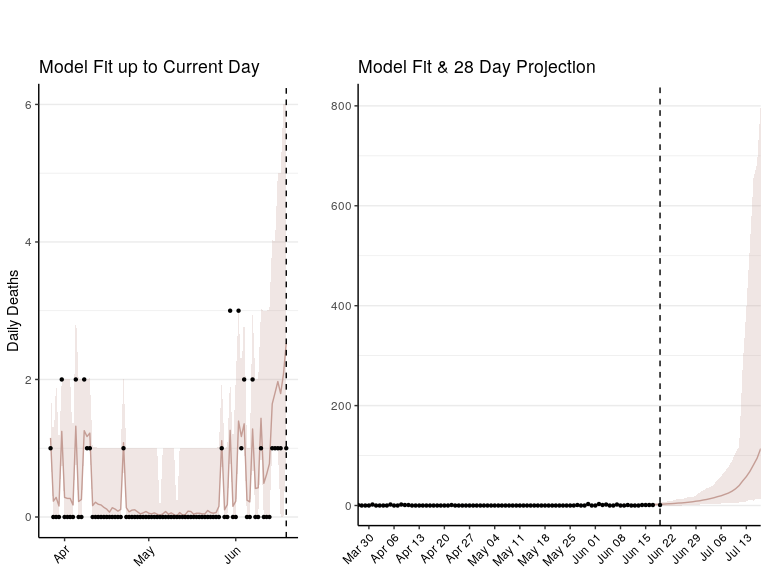 Model Fit up to Current Day
Daily Deaths
6
4
2
0
Apr
May
Jun
Model Fit & 28 Day Projection
800
600
400
200
0
Mar 30
Apr 06
Apr 13
Apr 20
Apr 27
May 04
May 11
May 18
May 25
Jun 01
Jun 08
Jun 15
Jun 22
Jun 29
Jul 06
Jul 13